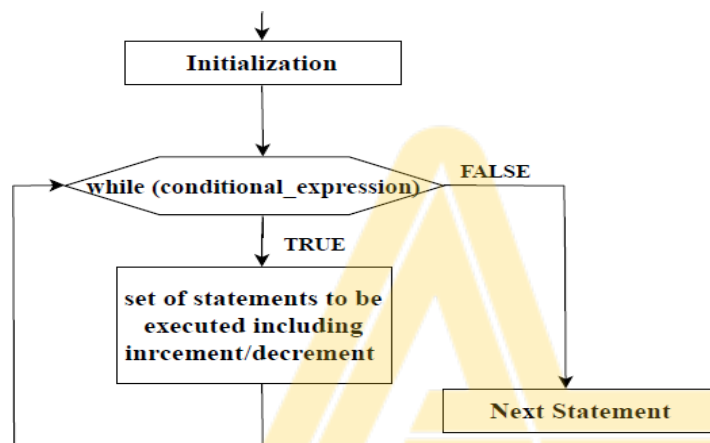 Initialization
while (conditional_expression)
FALSE
TRUE
set of statements to be
executed including
inrcement/decrement
Next Statement